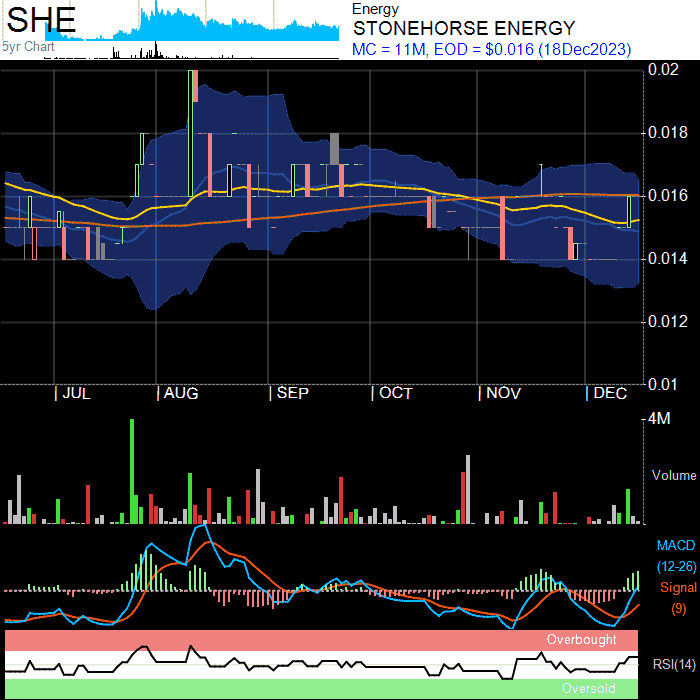 SHE
5yr Chart
Energy
STONEHORSE ENERGY
MC = 11M, EOD = $0.016 (18Dec2023)
0.02
0.018
0.016
0.014
0.012
0.01
JUL
AUG
SEP
OCT
NOV
DEC
4M
Volume
MACD
(12-26)
Signal
(9)
Overbought
RSI(14)
Oversold